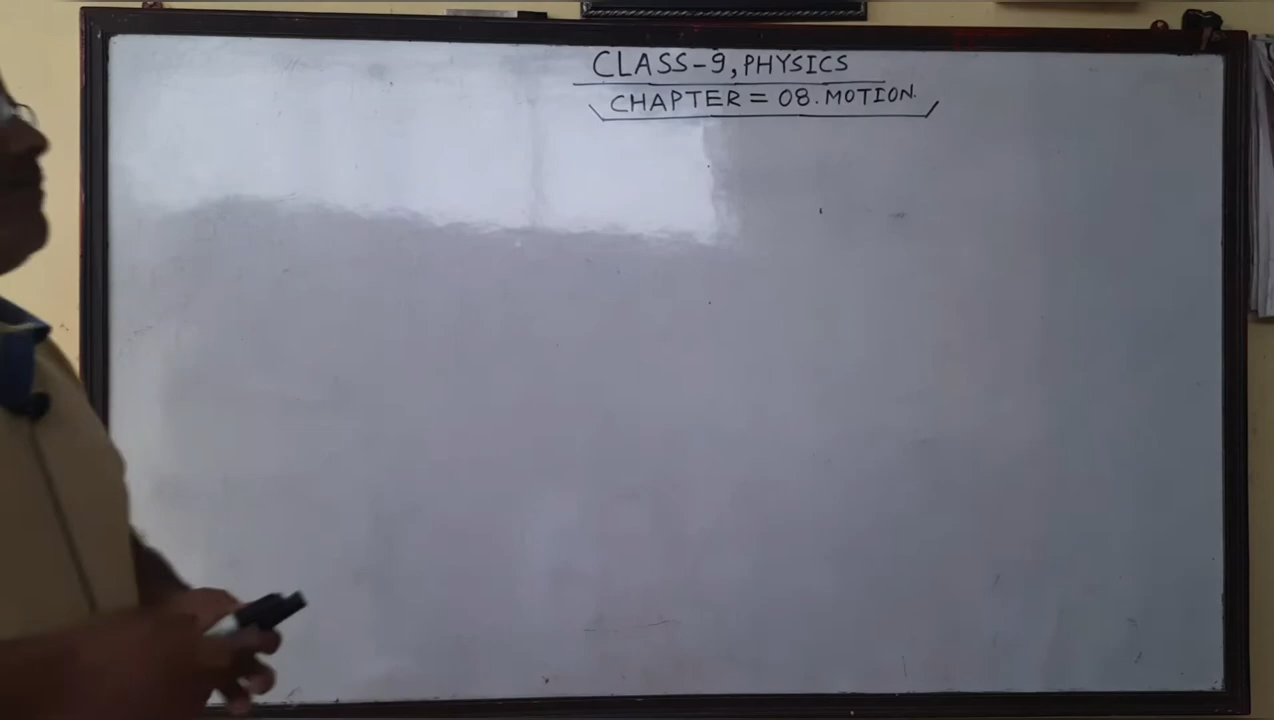 CLASS-9, PHYSICS
CHAPTER = 08. MOTION.